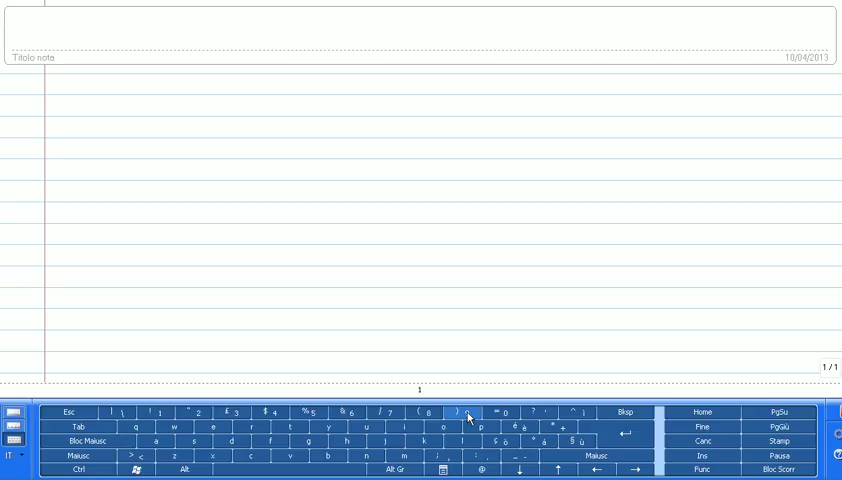 Titolo nota 10/04/2013
1 / 1
1
Esc | \ ! 1 " 2 £ 3 $ 4 % 5 & 6 / 7 ( 8 ) = 0 ? ' ^ ì Bksp Home PgSu
Tab q w e r t y u i o p é è * + Fine PgGiù
Bloc Maiusc a s d f g h j k l ç ò ° à § ù Canc Stamp
IT Maiusc > < z x c v b n m ; , : . _ - Maiusc Ins Pausa
Ctrl Alt Alt Gr @ ↓ ↑ ← → Func Bloc Scorr